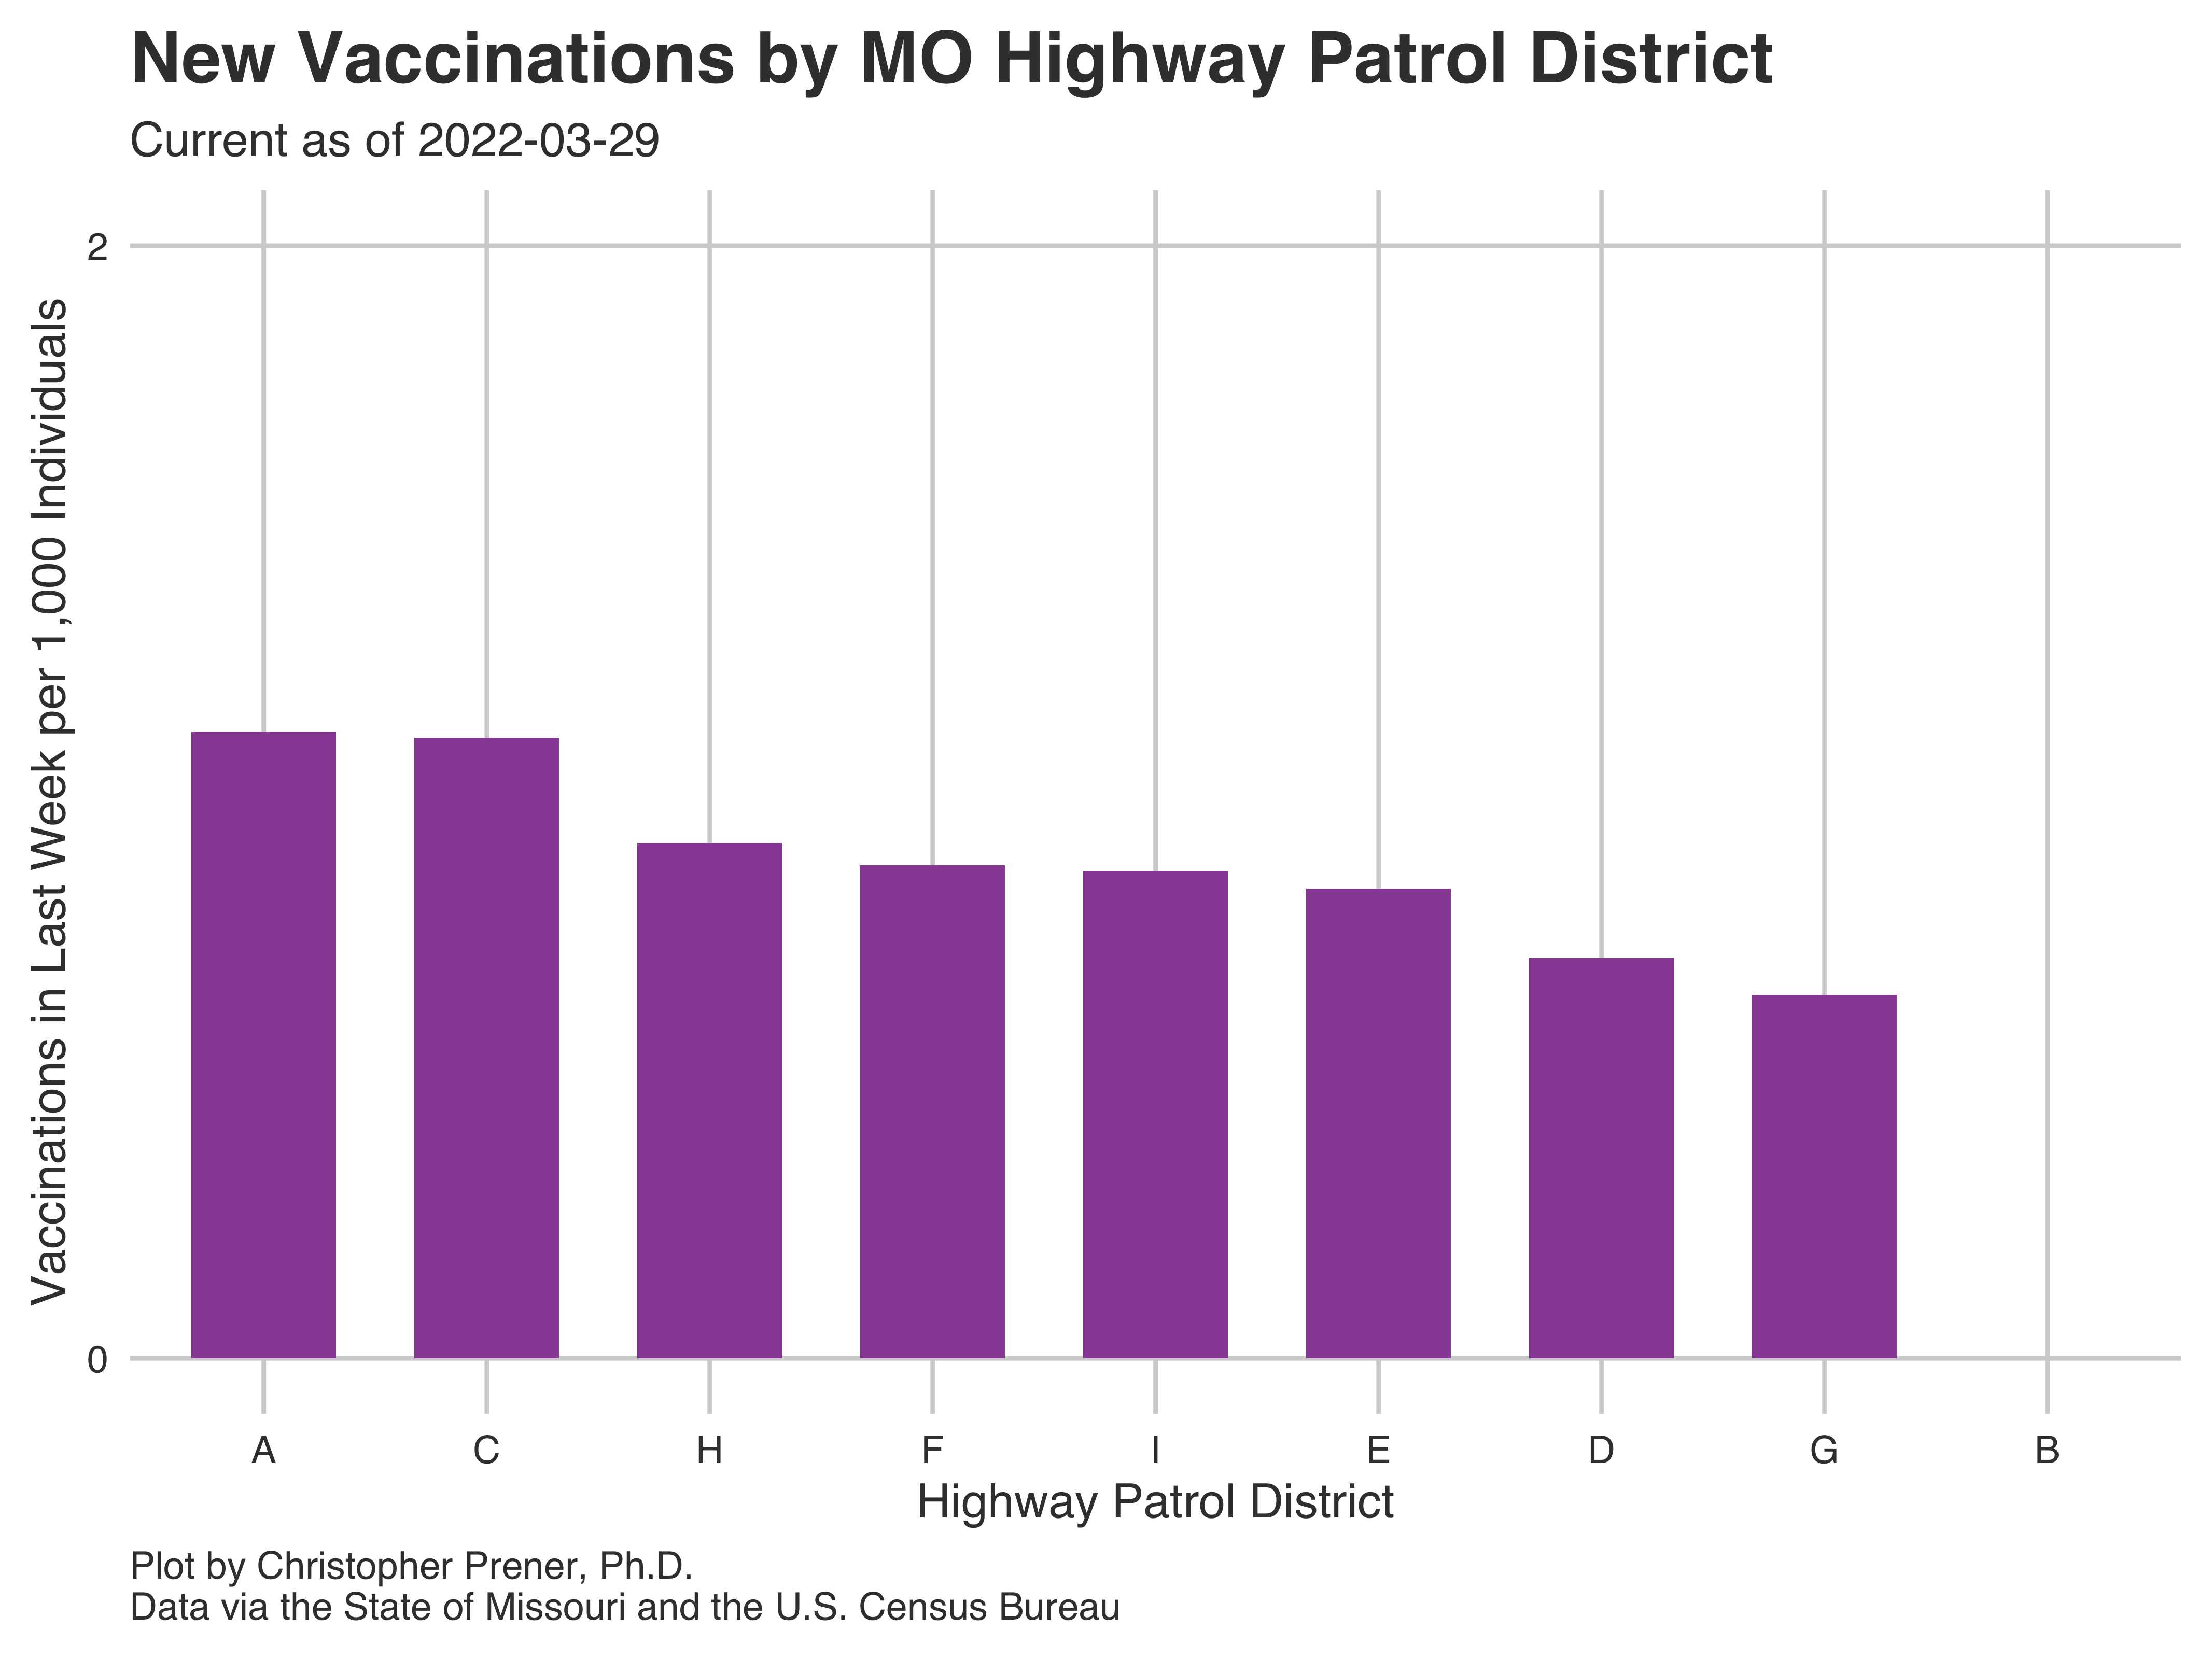 New Vaccinations by MO Highway Patrol District
Current as of 2022-03-29
Vaccinations in Last Week per 1,000 Individuals
2
0
A C H F I E D G B
Highway Patrol District
Plot by Christopher Prener, Ph.D.
Data via the State of Missouri and the U.S. Census Bureau